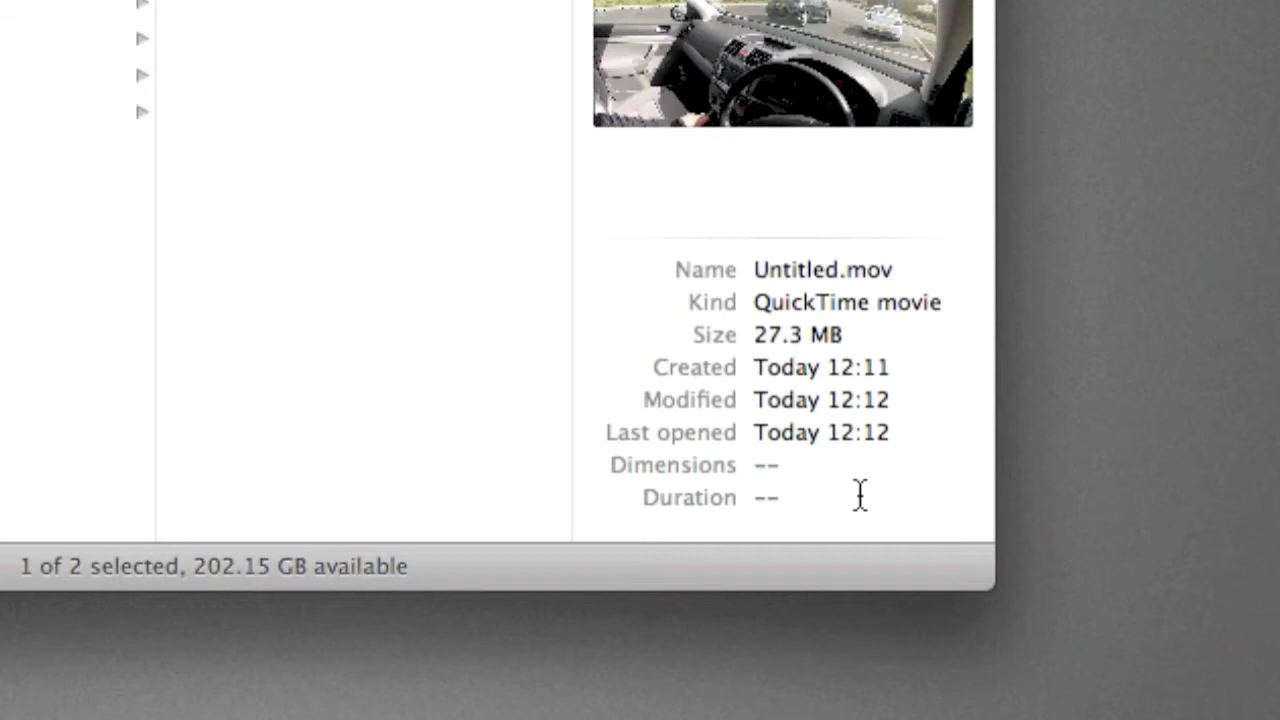 Name Untitled.mov
Kind QuickTime movie
Size 27.3 MB
Created Today 12:11
Modified Today 12:12
Last opened Today 12:12
Dimensions --
Duration --
1 of 2 selected, 202.15 GB available